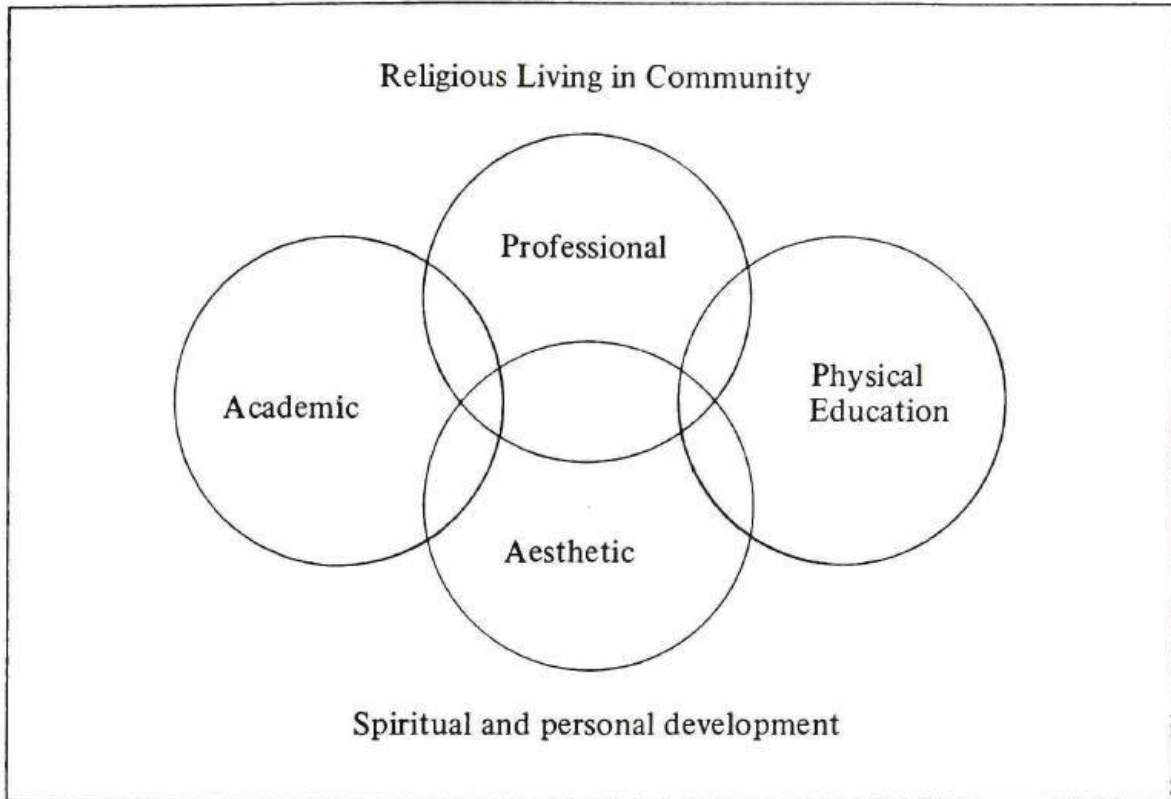 Religious Living in Community
Professional
Academic
Physical
Education
Aesthetic
Spiritual and personal development